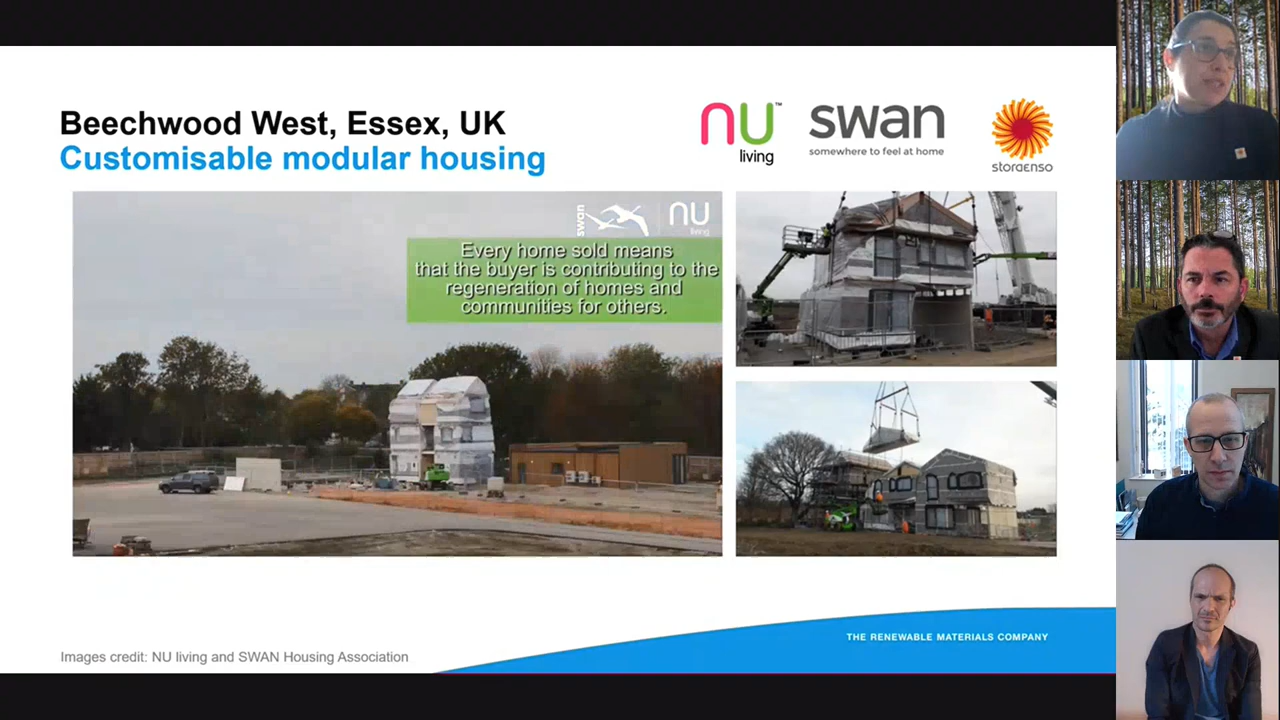 Beechwood West, Essex, UK
Customisable modular housing
nu™
living
swan
somewhere to feel at home
storaenso
swan
nu
living
Every home sold means
that the buyer is contributing to the
regeneration of homes and
communities for others.
THE RENEWABLE MATERIALS COMPANY
Images credit: NU living and SWAN Housing Association